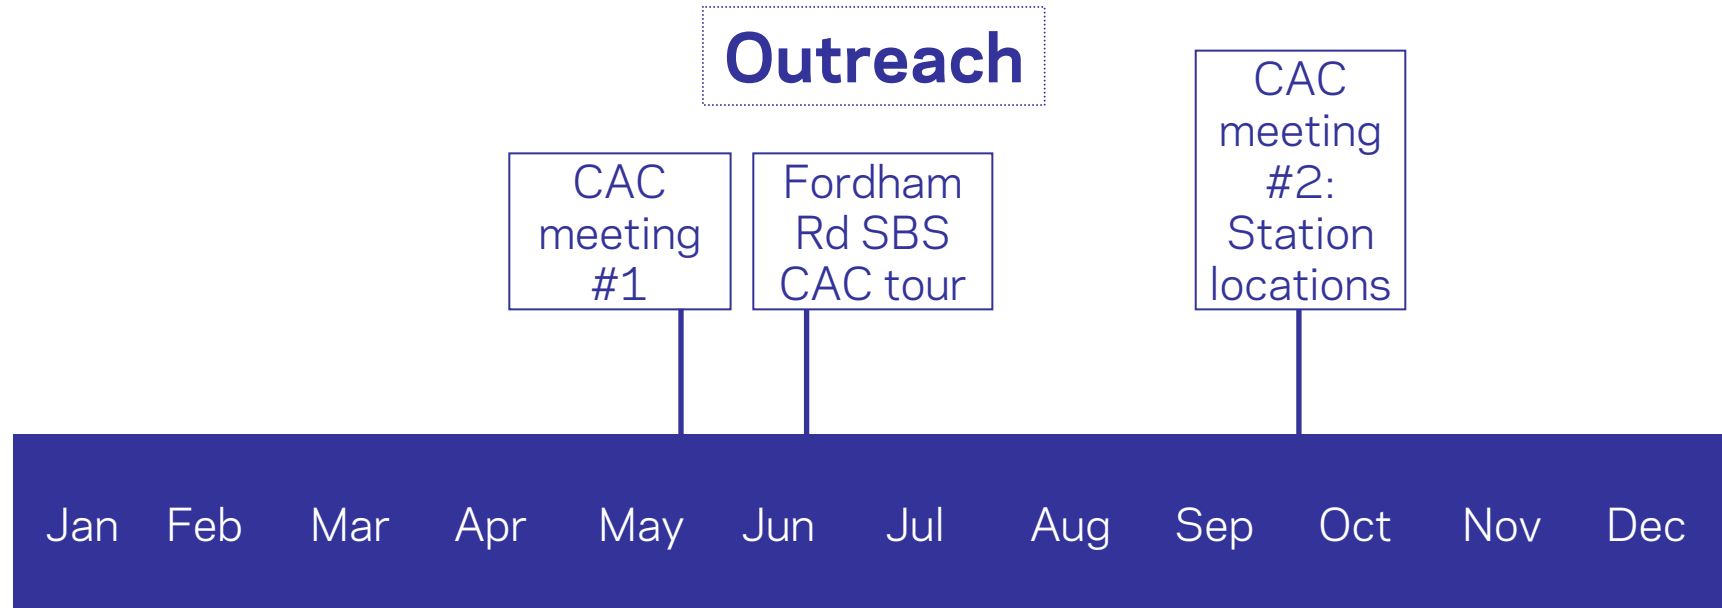 Outreach
CAC
meeting
#1
Fordham
Rd SBS
CAC tour
CAC
meeting
#2:
Station
locations
Jan Feb Mar Apr May Jun Jul Aug Sep Oct Nov Dec